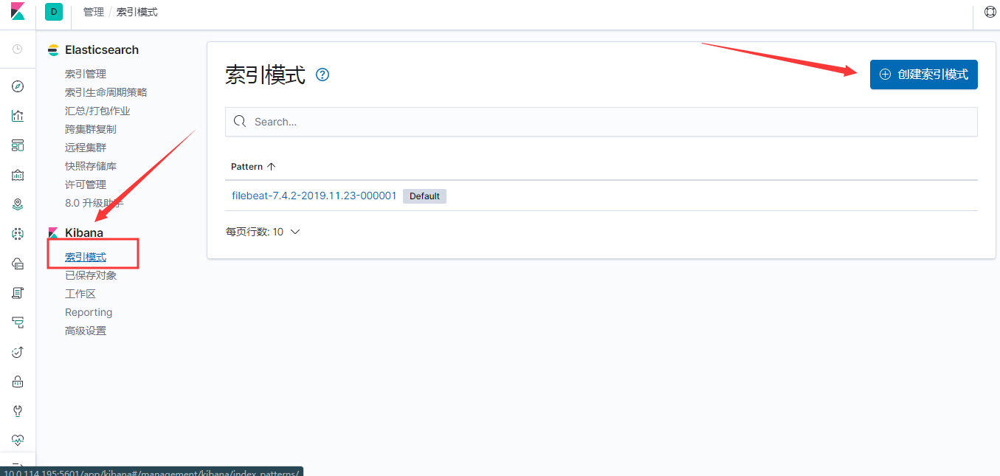 D
管理 / 索引模式
Elasticsearch
索引管理
索引生命周期策略
汇总/打包作业
跨集群复制
远程集群
快照存储库
许可管理
8.0 升级助手
Kibana
索引模式
已保存对象
工作区
Reporting
高级设置
索引模式
创建索引模式
Search...
Pattern
filebeat-7.4.2-2019.11.23-000001 Default
每页行数: 10
10.0.114.195:5601/app/kibana#/management/kibana/index_patterns/